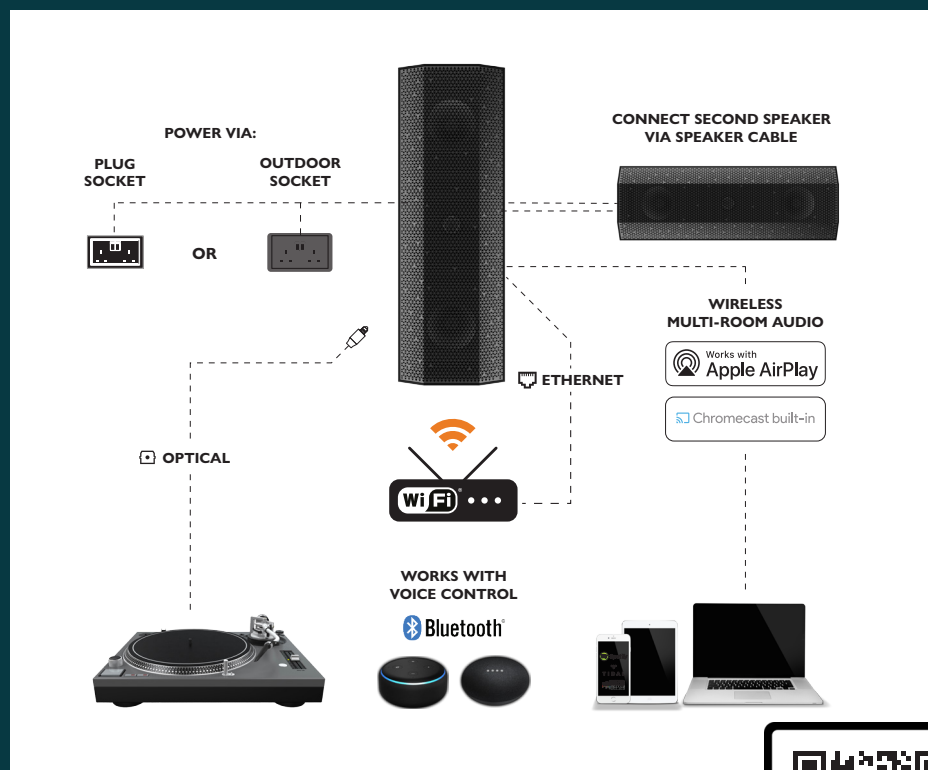 POWER VIA:
PLUG
SOCKET
OUTDOOR
SOCKET
OR
CONNECT SECOND SPEAKER
VIA SPEAKER CABLE
WIRELESS
MULTI-ROOM AUDIO
Works with
Apple AirPlay
Chromecast built-in
ETHERNET
OPTICAL
Wi Fi
WORKS WITH
VOICE CONTROL
Bluetooth®